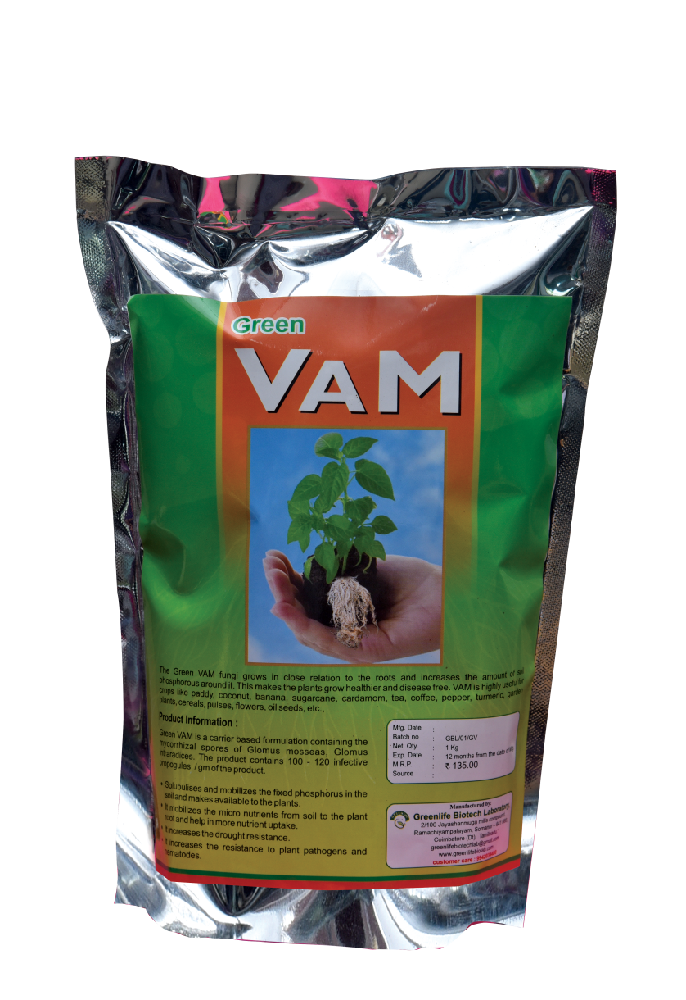 Green
VAM
The Green VAM fungi grows in close relation to the roots and increases the amount of soil
phosphorous around it. This makes the plants grow healthier and disease free. VAM is highly useful for
crops like paddy, coconut, banana, sugarcane, cardamom, tea, coffee, pepper, turmeric, garden
plants, cereals, pulses, flowers, oil seeds, etc.,
Product Information :
Green VAM is a carrier based formulation containing the
mycorrhizal spores of Glomus mosseas, Glomus
intraradices. The product contains 100 - 120 infective
propogules / gm of the product.
• Solubulises and mobilizes the fixed phosphorus in the
soil and makes available to the plants.
• It mobilizes the micro nutrients from soil to the plant
root and help in more nutrient uptake.
• It increases the drought resistance.
• It increases the resistance to plant pathogens and
nematodes.
Mfg. Date :
Batch no : GBL/01/GV
Net. Qty. : 1 Kg
Exp. Date : 12 months from the date of
M.R.P. : ₹ 135.00
Source :
Manufactured by:
Greenlife Biotech Laboratory,
2/100 Jayashanmuga mills compound,
Ramachiyampalayam, Somanur - 641
Coimbatore (Dt), Tamilnadu
greenlifebiotechlab@gmail.com
www.greenlifebiolab.com
customer care :